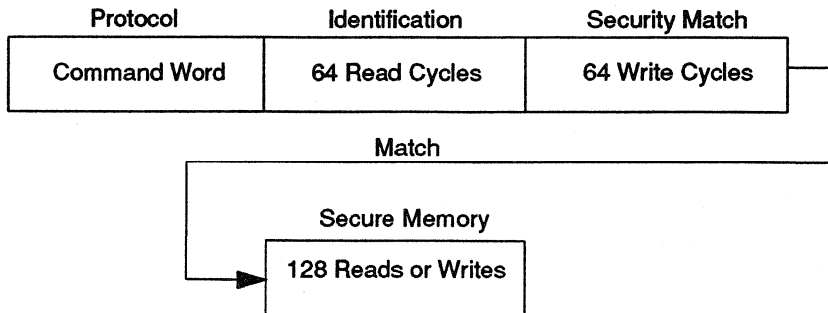 Protocol Identification Security Match
Command Word 64 Read Cycles 64 Write Cycles
Match
Secure Memory
128 Reads or Writes